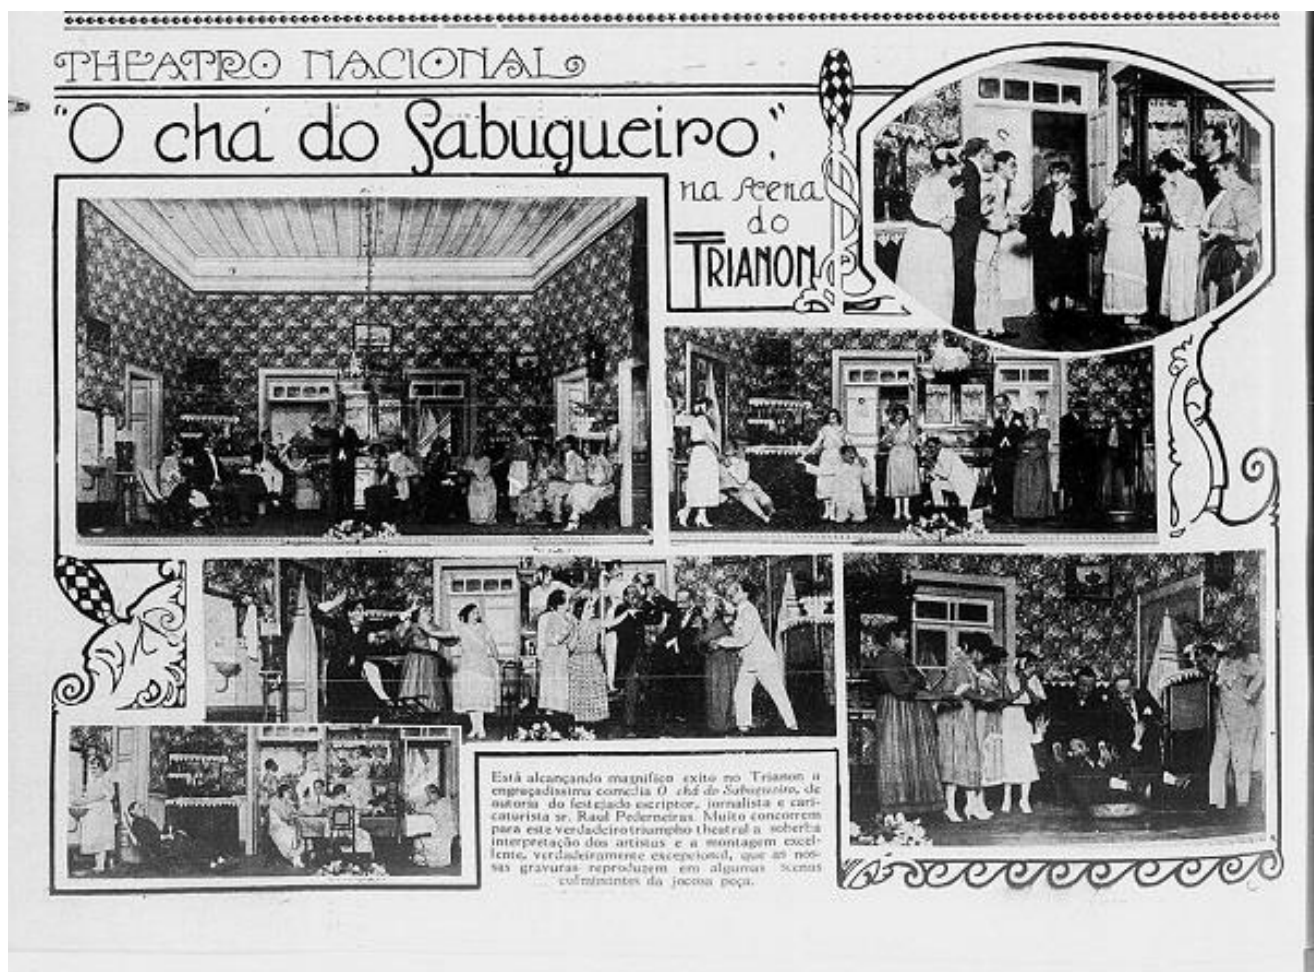 THEATRO NACIONAL
"O chá do Sabugueiro,"
na scena
do
TRIANON
Está alcançando magnifico exito no Trianon a
engraçadissima comedia O chá do Sabugueiro, de
autoria do festejado escriptor, jornalista e cari-
caturista sr. Raul Pederneiras. Muito concorrem
para este verdadeiro triumpho theatral a soberba
interpretação dos artistas e a montagem excel-
lente, verdadeiramente excepcional, que as nos-
sas gravuras reproduzem em algumas scenas
culminantes da jocosa peça.